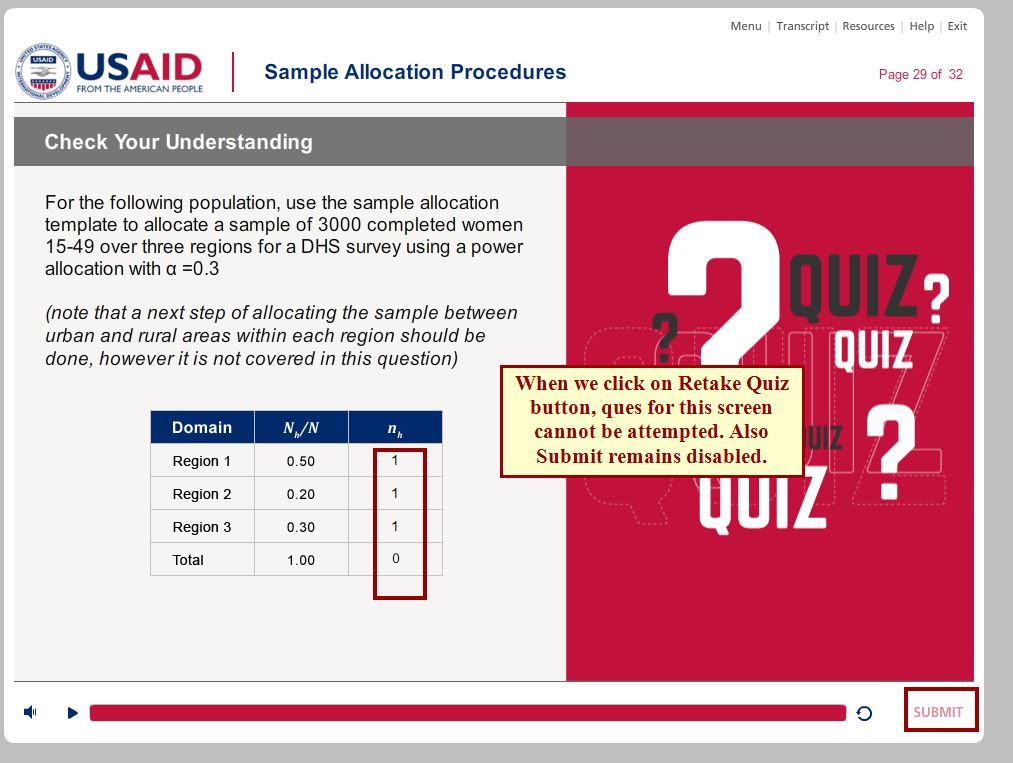 Menu | Transcript | Resources | Help | Exit
USAID
USAID
FROM THE AMERICAN PEOPLE
Sample Allocation Procedures
Page 29 of 32
Check Your Understanding
For the following population, use the sample allocation
template to allocate a sample of 3000 completed women
15-49 over three regions for a DHS survey using a power
allocation with α =0.3
(note that a next step of allocating the sample between
urban and rural areas within each region should be
done, however it is not covered in this question)
Domain Nh/N nh
Region 1 0.50 1
Region 2 0.20 1
Region 3 0.30 1
Total 1.00 0
? QUIZ ?
? QUIZ
When we click on Retake Quiz
button, ques for this screen
cannot be attempted. Also
Submit remains disabled.
UIZ ?
QUIZ
SUBMIT